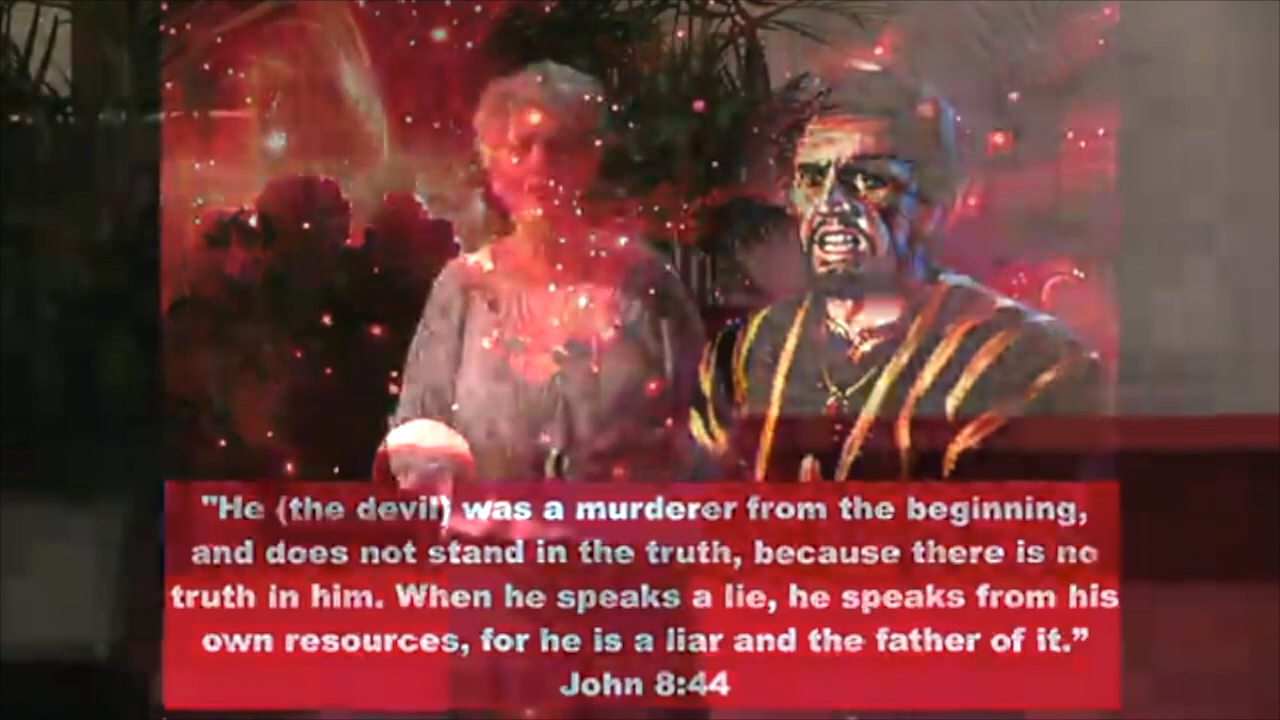 "He (the devil) was a murderer from the beginning,
and does not stand in the truth, because there is no
truth in him. When he speaks a lie, he speaks from his
own resources, for he is a liar and the father of it.”
John 8:44